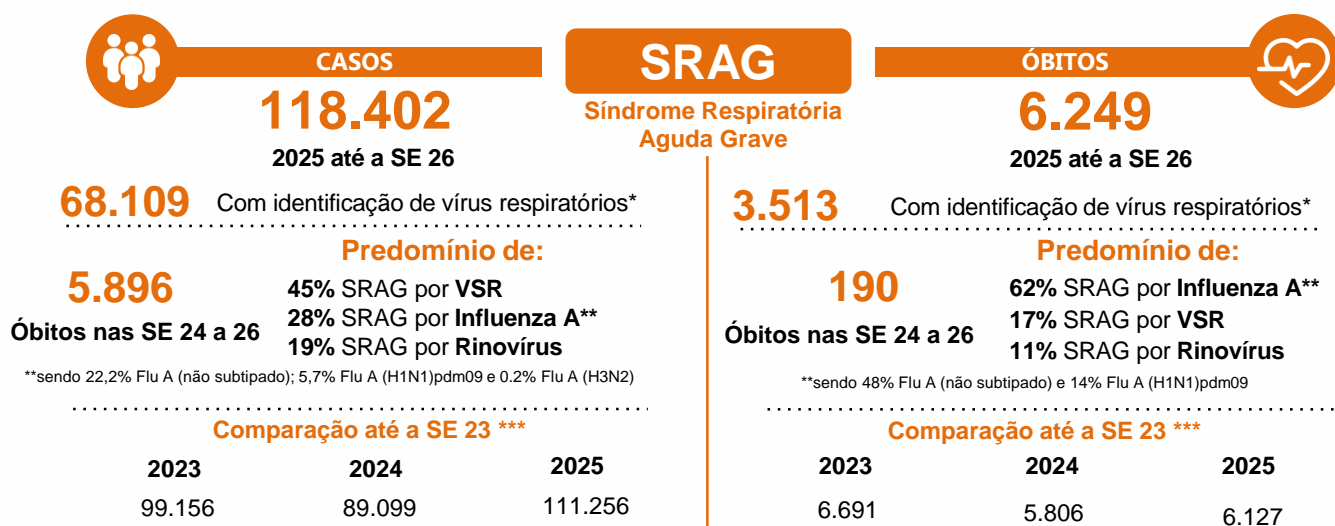 CASOS
118.402
2025 até a SE 26
68.109 Com identificação de vírus respiratórios*
5.896
Óbitos nas SE 24 a 26
Predomínio de:
45% SRAG por VSR
28% SRAG por Influenza A**
19% SRAG por Rinovírus
**sendo 22,2% Flu A (não subtipado); 5,7% Flu A (H1N1)pdm09 e 0.2% Flu A (H3N2)
Comparação até a SE 23 ***
2023 2024 2025
99.156 89.099 111.256
SRAG
Síndrome Respiratória
Aguda Grave
ÓBITOS
6.249
2025 até a SE 26
3.513 Com identificação de vírus respiratórios*
190
Óbitos nas SE 24 a 26
Predomínio de:
62% SRAG por Influenza A**
17% SRAG por VSR
11% SRAG por Rinovírus
**sendo 48% Flu A (não subtipado) e 14% Flu A (H1N1)pdm09
Comparação até a SE 23 ***
2023 2024 2025
6.691 5.806 6.127